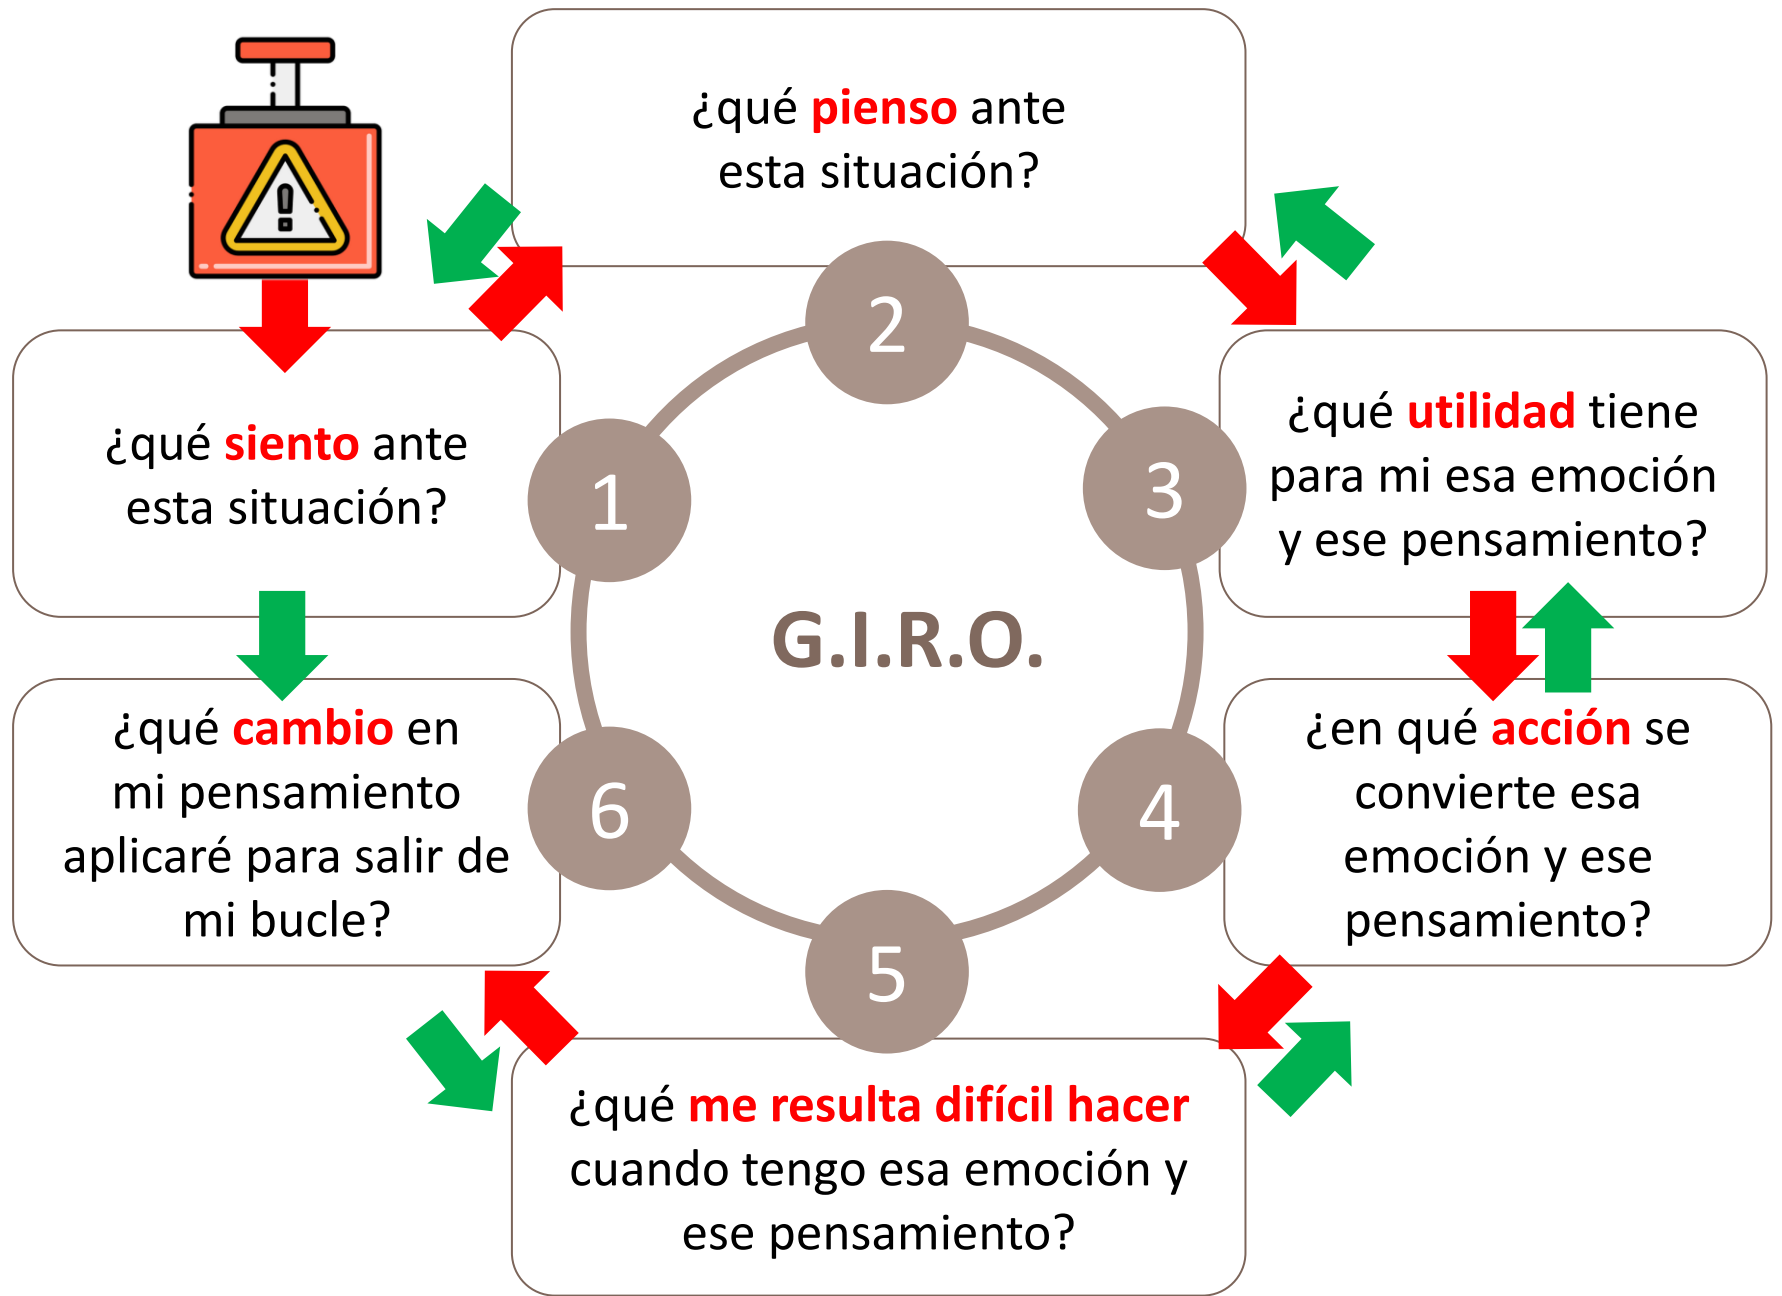 ¿qué siento ante
esta situación?
1
¿qué pienso ante
esta situación?
2
¿qué utilidad tiene
para mi esa emoción
y ese pensamiento?
3
¿en qué acción se
convierte esa
emoción y ese
pensamiento?
4
¿qué me resulta difícil hacer
cuando tengo esa emoción y
ese pensamiento?
5
¿qué cambio en
mi pensamiento
aplicaré para salir de
mi bucle?
6
G.I.R.O.